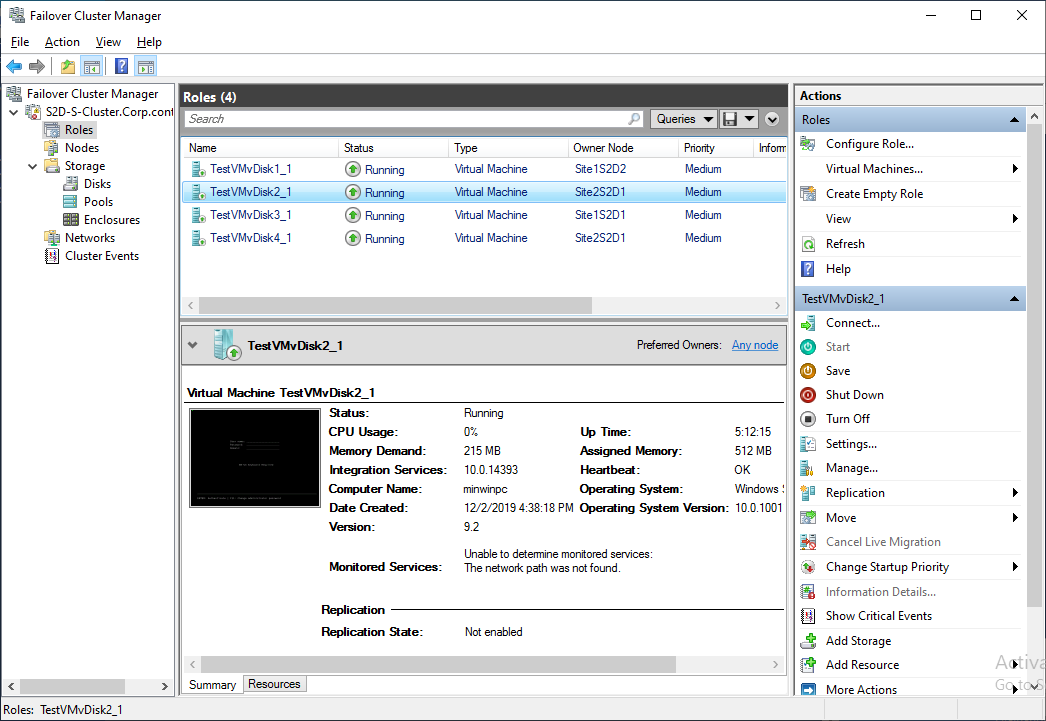 Failover Cluster Manager
File Action View Help
Failover Cluster Manager
S2D-S-Cluster.Corp.cont
Roles
Nodes
Storage
Disks
Pools
Enclosures
Networks
Cluster Events
Roles (4)
Search
Queries
Name Status Type Owner Node Priority Inform
TestVMvDisk1_1 Running Virtual Machine Site1S2D2 Medium
TestVMvDisk2_1 Running Virtual Machine Site2S2D1 Medium
TestVMvDisk3_1 Running Virtual Machine Site1S2D1 Medium
TestVMvDisk4_1 Running Virtual Machine Site2S2D1 Medium
TestVMvDisk2_1 Preferred Owners: Any node
Virtual Machine TestVMvDisk2_1
Status: Running
CPU Usage: 0% Up Time: 5:12:15
Memory Demand: 215 MB Assigned Memory: 512 MB
Integration Services: 10.0.14393 Heartbeat: OK
Computer Name: minwinpc Operating System: Windows S
Date Created: 12/2/2019 4:38:18 PM Operating System Version: 10.0.1001
Version: 9.2
Monitored Services: Unable to determine monitored services:
The network path was not found.
Replication
Replication State: Not enabled
Summary Resources
Actions
Roles
Configure Role...
Virtual Machines...
Create Empty Role
View
Refresh
Help
TestVMvDisk2_1
Connect...
Start
Save
Shut Down
Turn Off
Settings...
Manage...
Replication
Move
Cancel Live Migration
Change Startup Priority
Information Details...
Show Critical Events
Add Storage
Add Resource
More Actions
Activa
Go to S
Roles: TestVMvDisk2_1